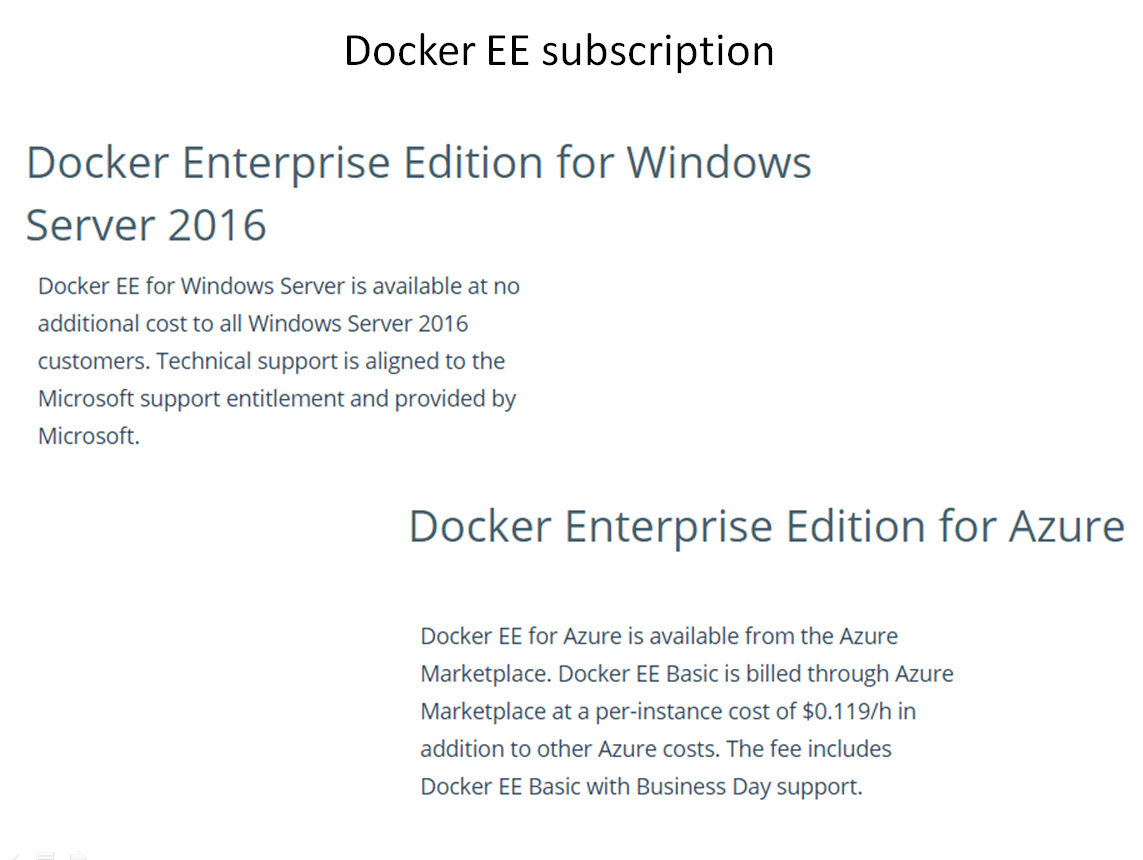 Docker EE subscription
Docker Enterprise Edition for Windows
Server 2016
Docker EE for Windows Server is available at no
additional cost to all Windows Server 2016
customers. Technical support is aligned to the
Microsoft support entitlement and provided by
Microsoft.
Docker Enterprise Edition for Azure
Docker EE for Azure is available from the Azure
Marketplace. Docker EE Basic is billed through Azure
Marketplace at a per-instance cost of $0.119/h in
addition to other Azure costs. The fee includes
Docker EE Basic with Business Day support.